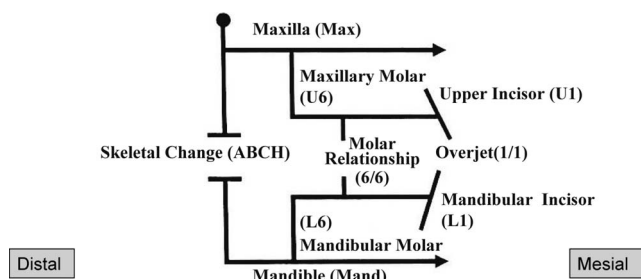 Maxilla (Max)
Maxillary Molar
(U6)
Upper Incisor (U1)
Skeletal Change (ABCH)
Molar
Relationship
(6/6)
Overjet(1/1)
Mandibular Incisor
(L1)
(L6)
Mandibular Molar
Distal
Mesial
Mandible (Mand)